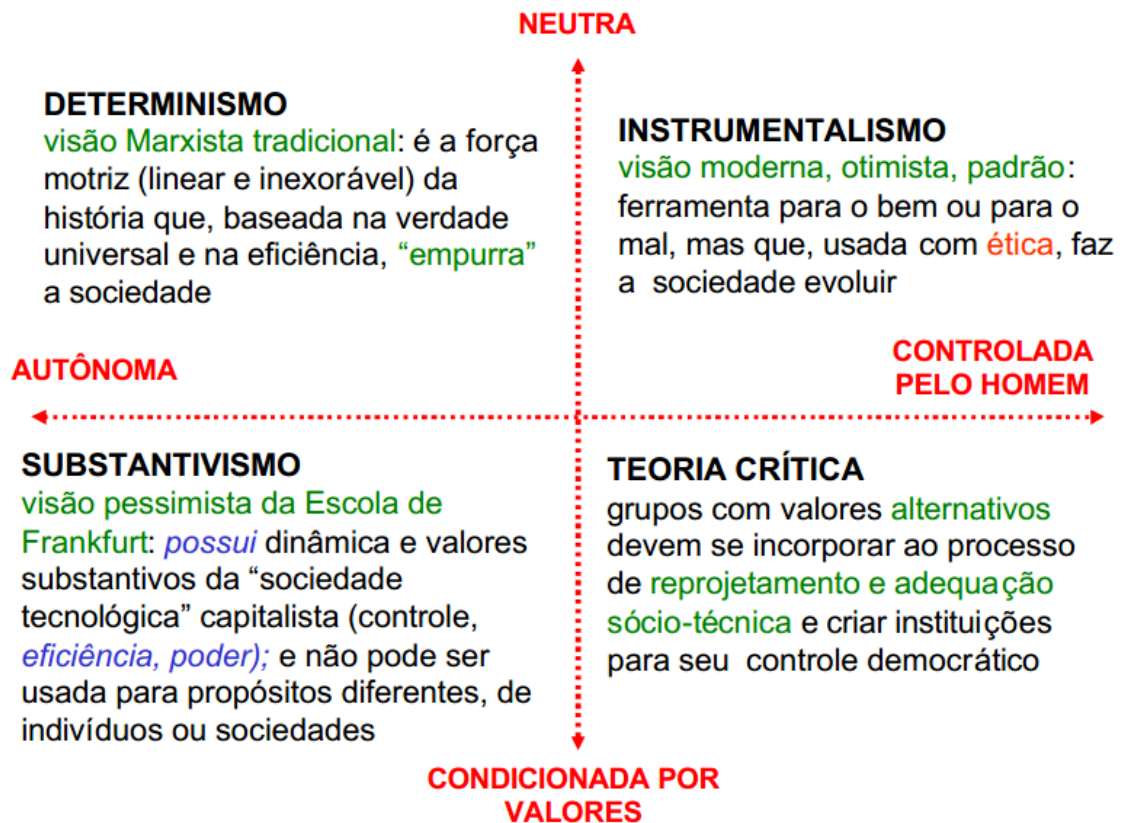 NEUTRA
DETERMINISMO
visão Marxista tradicional: é a força
motriz (linear e inexorável) da
história que, baseada na verdade
universal e na eficiência, “empurra”
a sociedade
INSTRUMENTALISMO
visão moderna, otimista, padrão:
ferramenta para o bem ou para o
mal, mas que, usada com ética, faz
a sociedade evoluir
AUTÔNOMA
CONTROLADA
PELO HOMEM
SUBSTANTIVISMO
visão pessimista da Escola de
Frankfurt: possui dinâmica e valores
substantivos da “sociedade
tecnológica” capitalista (controle,
eficiência, poder); e não pode ser
usada para propósitos diferentes, de
indivíduos ou sociedades
TEORIA CRÍTICA
grupos com valores alternativos
devem se incorporar ao processo
de reprojetamento e adequação
sócio-técnica e criar instituições
para seu controle democrático
CONDICIONADA POR
VALORES